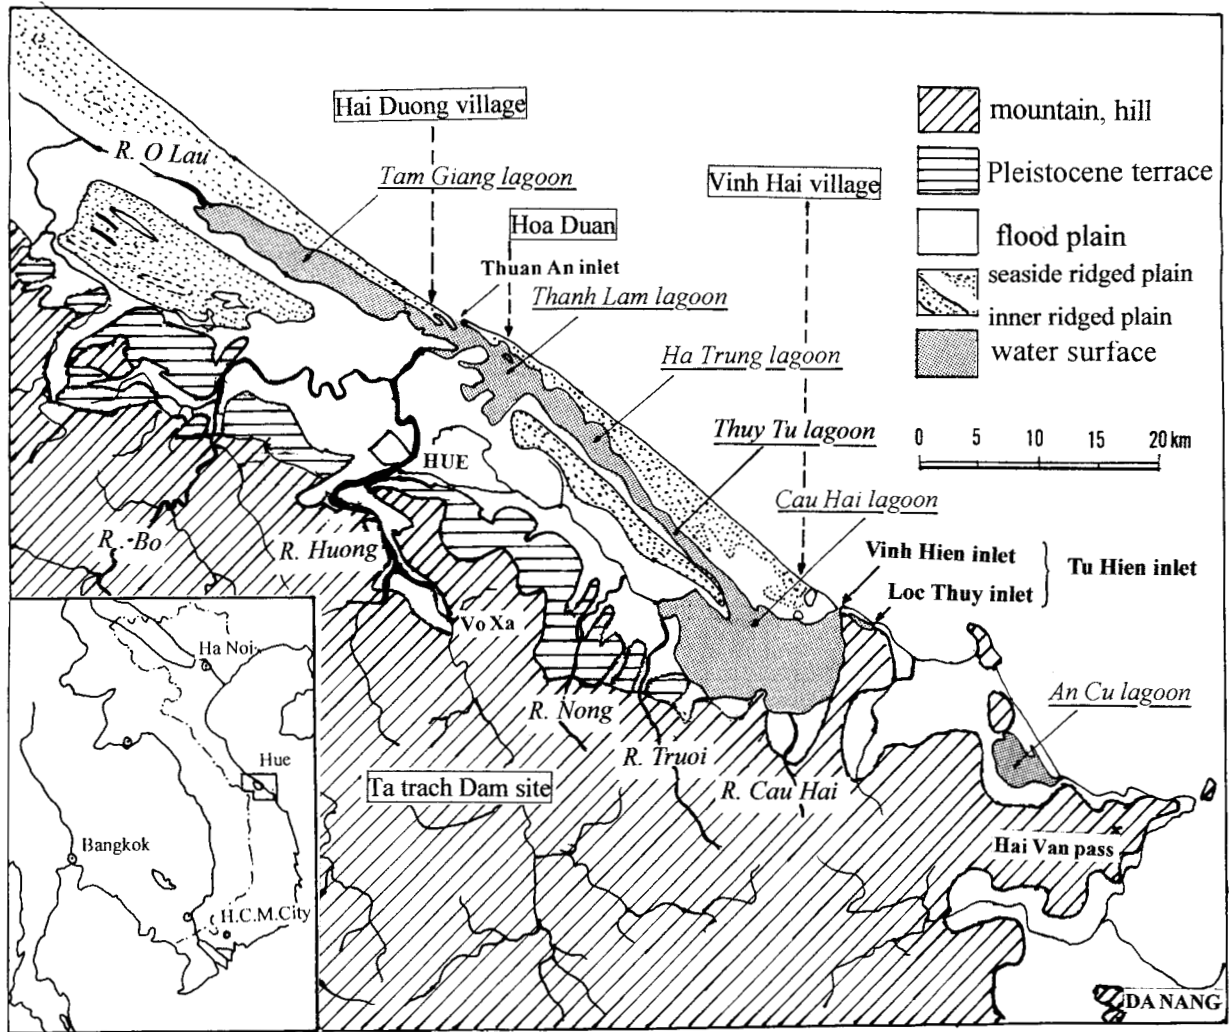 Hai Duong village
R. O Lau
Tam Giang lagoon
Vinh Hai village
Hoa Duan
Thuan An inlet
Thanh Lam lagoon
Ha Trung lagoon
HUE
Thuy Tu lagoon
Cau Hai lagoon
R. Bo
R. Huong
Vinh Hien inlet
Loc Thuy inlet
Tu Hien inlet
Vo Xa
R. Nong
R. Truoi
R. Cau Hai
An Cu lagoon
Ta trach Dam site
Hai Van pass
DA NANG
mountain, hill
Pleistocene terrace
flood plain
seaside ridged plain
inner ridged plain
water surface
0 5 10 15 20 km
Ha Noi
Hue
Bangkok
H.C.M.City